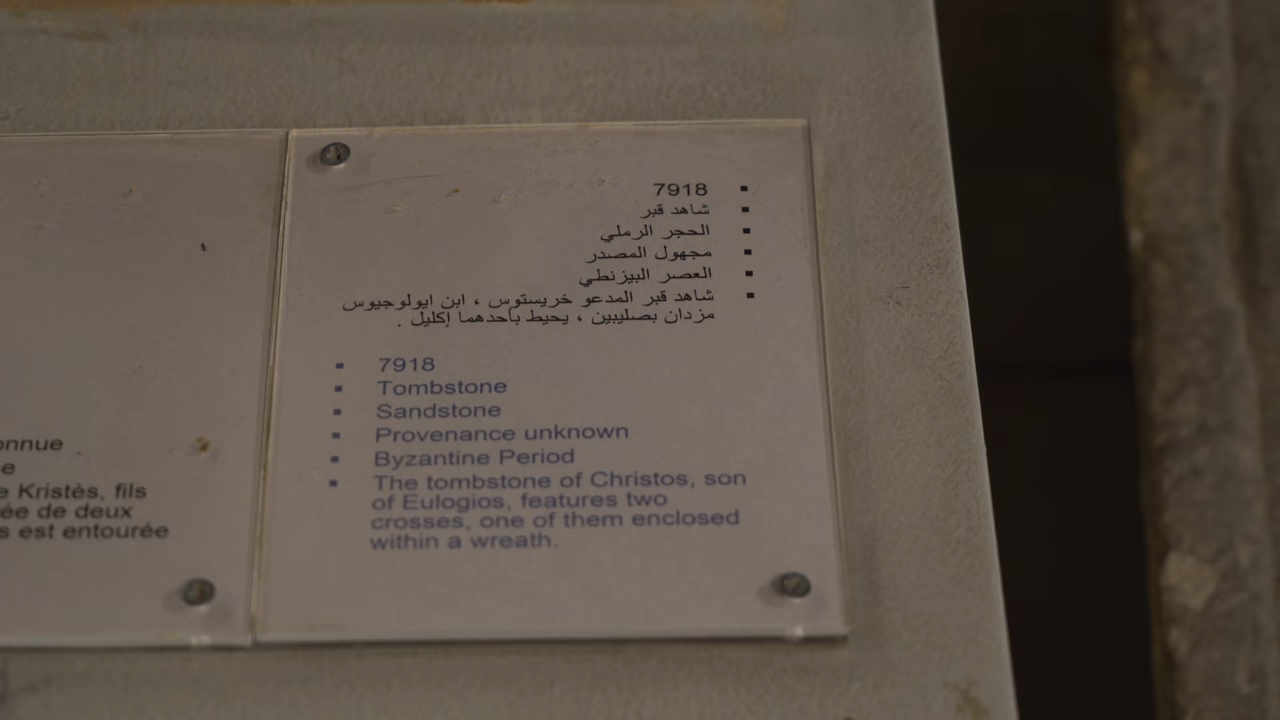 7918
شاهد قبر
الحجر الرملي
مجهول المصدر
العصر البيزنطي
شاهد قبر المدعو خريستوس ، ابن ايولوجيوس
مزدان بصليبين ، يحيط بأحدهما إكليل .
7918
Tombstone
Sandstone
Provenance unknown
Byzantine Period
The tombstone of Christos, son
of Eulogios, features two
crosses, one of them enclosed
within a wreath.
onnue
e
e Kristès, fils
ée de deux
s est entourée